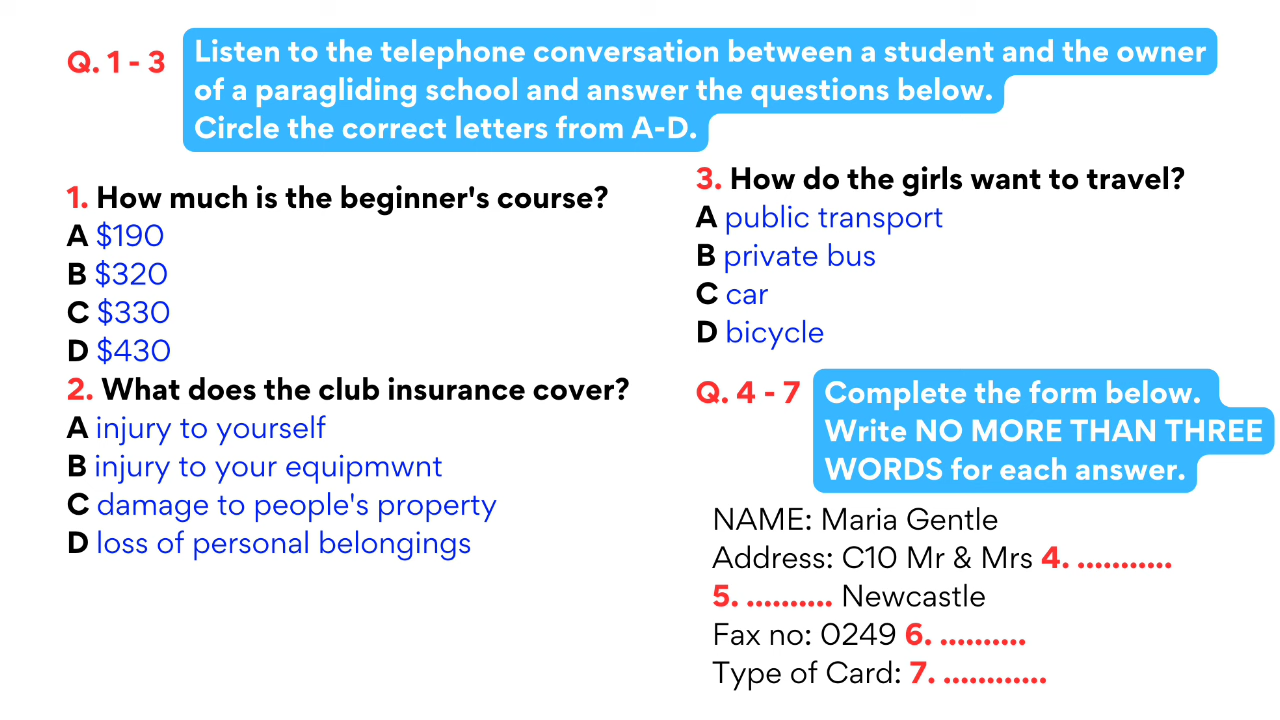 Q. 1 - 3
Listen to the telephone conversation between a student and the owner
of a paragliding school and answer the questions below.
Circle the correct letters from A-D.
1. How much is the beginner's course?
A $190
B $320
C $330
D $430
2. What does the club insurance cover?
A injury to yourself
B injury to your equipmwnt
C damage to people's property
D loss of personal belongings
3. How do the girls want to travel?
A public transport
B private bus
C car
D bicycle
Q. 4 - 7
Complete the form below.
Write NO MORE THAN THREE
WORDS for each answer.
NAME: Maria Gentle
Address: C10 Mr & Mrs 4. ...........
5. .......... Newcastle
Fax no: 0249 6. ..........
Type of Card: 7. ............